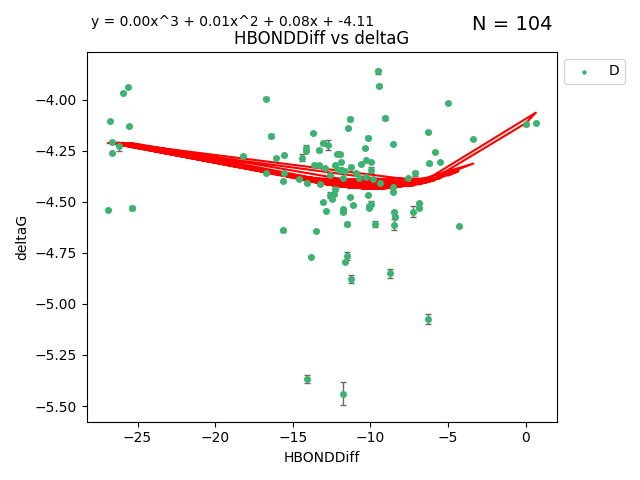 y = 0.00x^3 + 0.01x^2 + 0.08x + -4.11
N = 104
HBONDDiff vs deltaG
D
−4.00
−4.25
−4.50
−4.75
−5.00
−5.25
−5.50
deltaG
−25
−20
−15
−10
−5
0
HBONDDiff